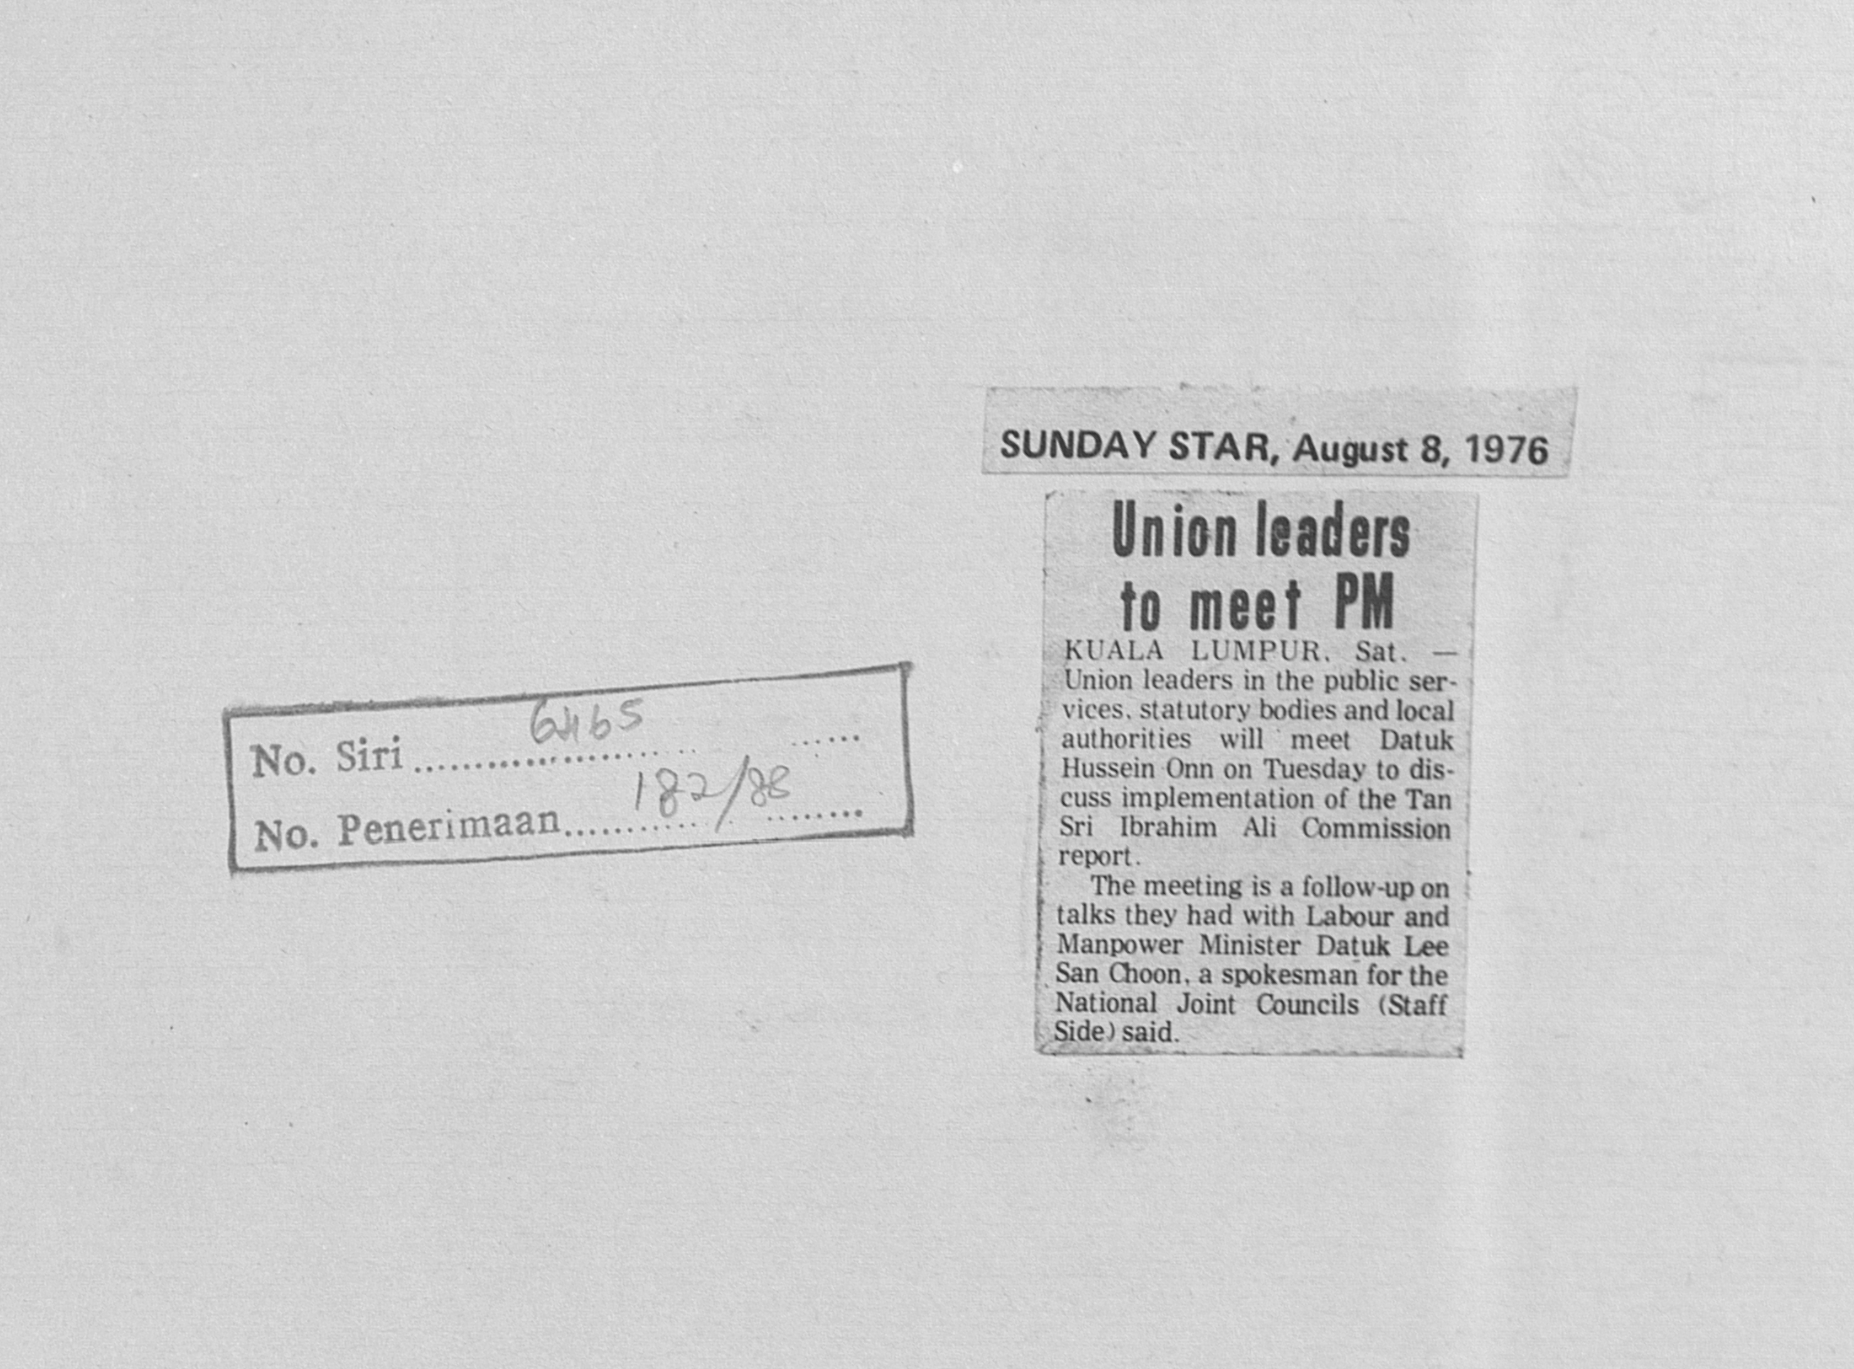 SUNDAY STAR, August 8, 1976
Union leaders
to meet PM
KUALA LUMPUR, Sat. —
Union leaders in the public ser-
vices, statutory bodies and local
authorities will meet Datuk
Hussein Onn on Tuesday to dis-
cuss implementation of the Tan
Sri Ibrahim Ali Commission
report.
The meeting is a follow-up on
talks they had with Labour and
Manpower Minister Datuk Lee
San Choon, a spokesman for the
National Joint Councils (Staff
Side) said.
No. Siri 6465
No. Penerimaan 182/88